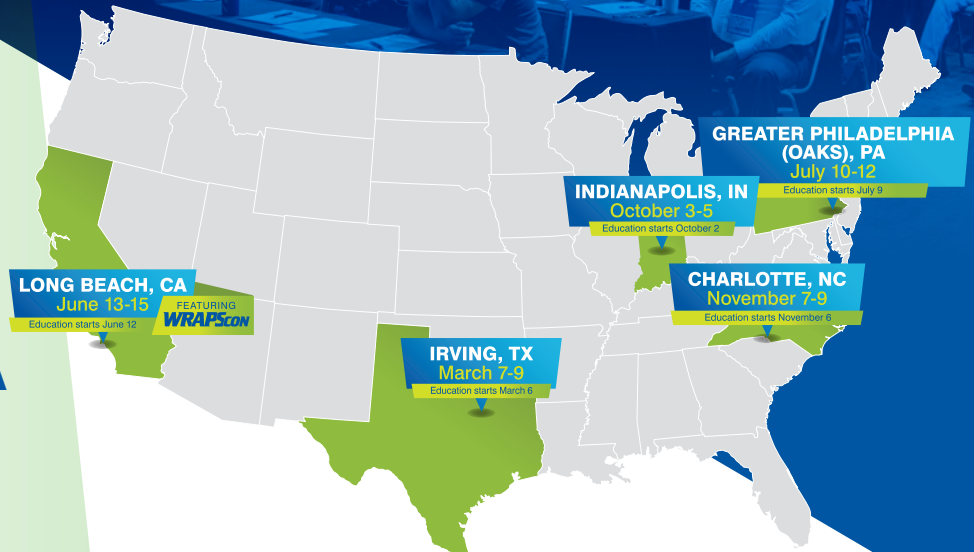 GREATER PHILADELPHIA
(OAKS), PA
July 10-12
Education starts July 9
INDIANAPOLIS, IN
October 3-5
Education starts October 2
LONG BEACH, CA
June 13-15
Education starts June 12
FEATURING
WRAPSCON
CHARLOTTE, NC
November 7-9
Education starts November 6
IRVING, TX
March 7-9
Education starts March 6